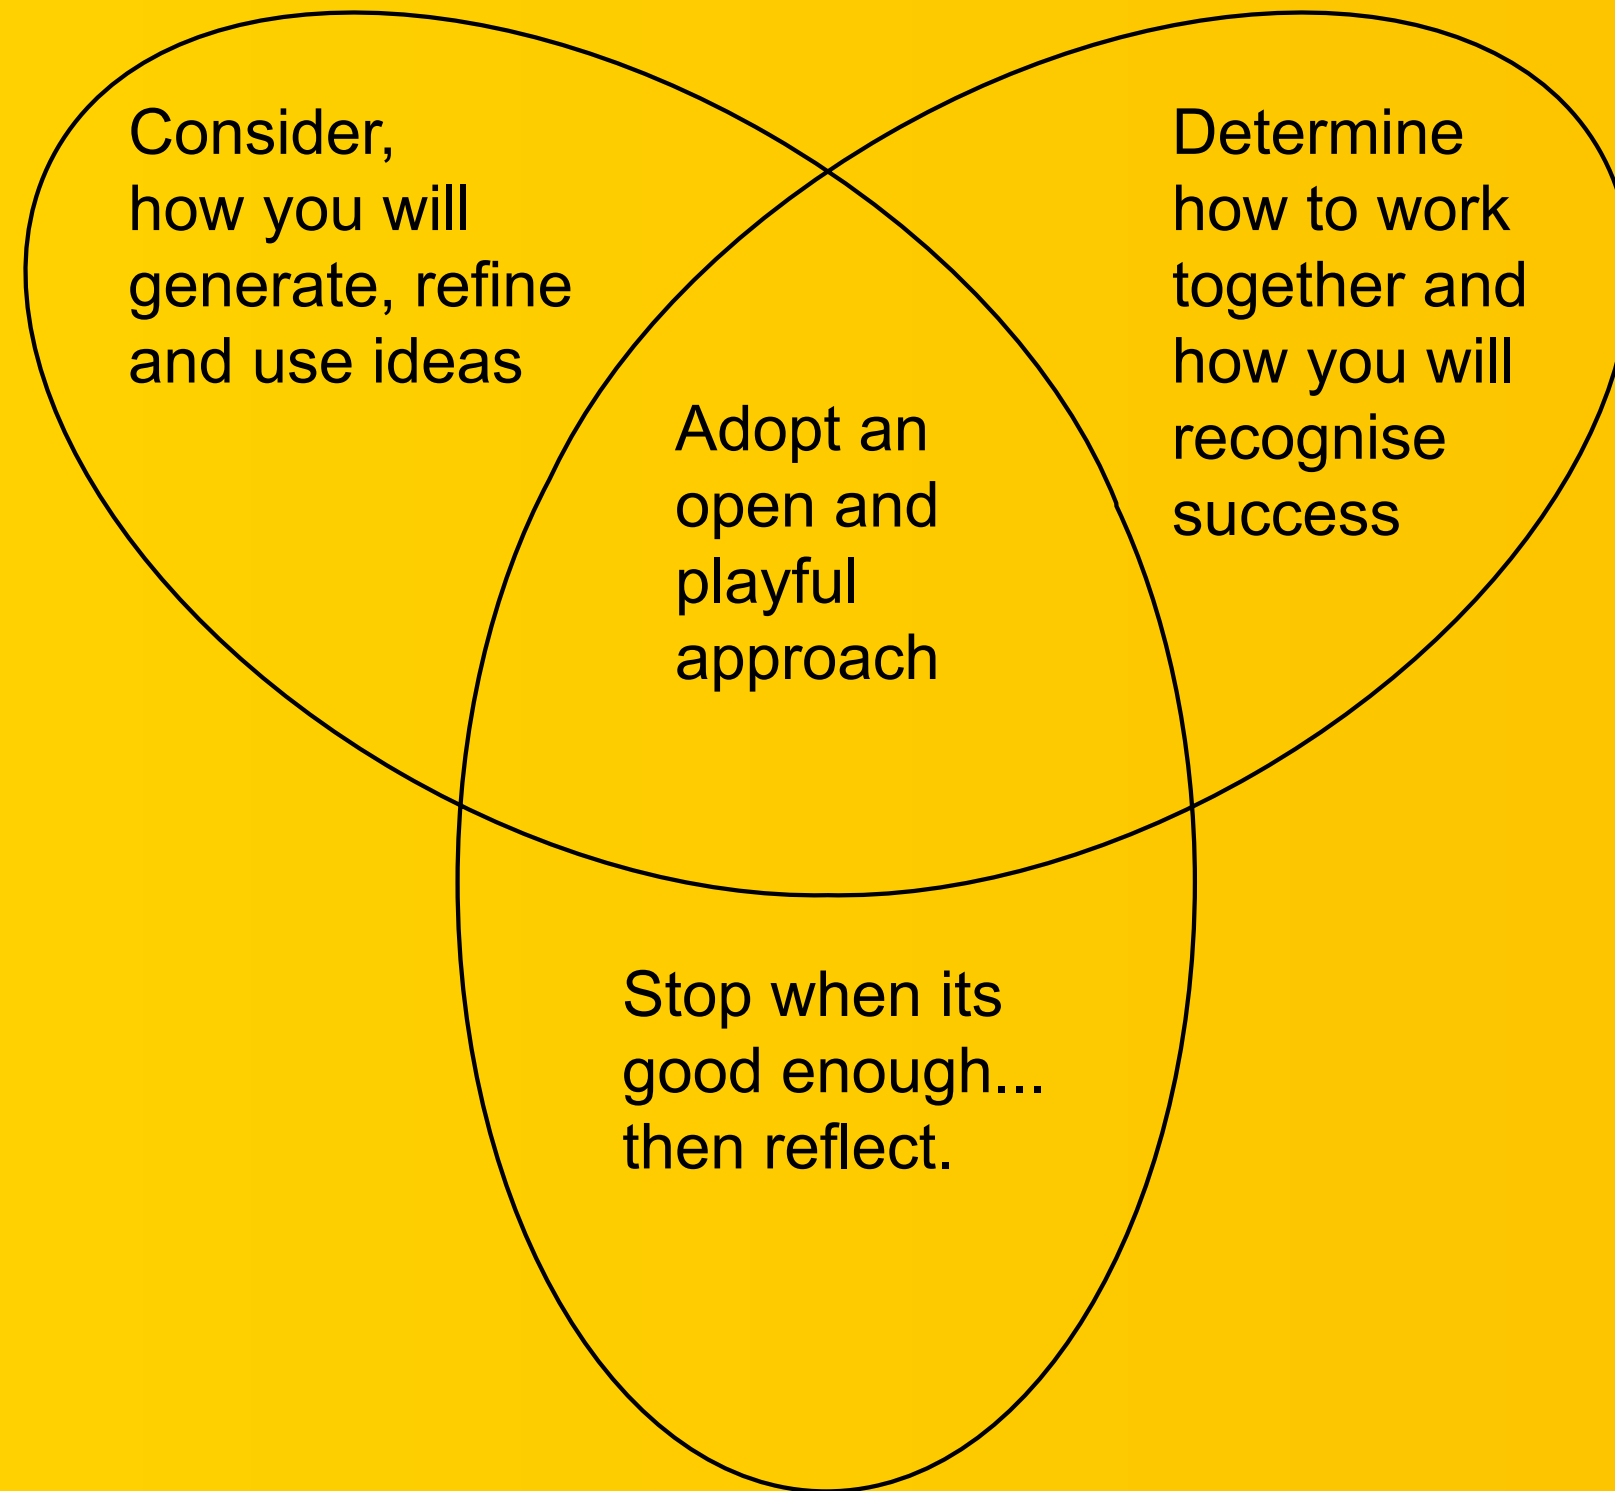 Consider,
how you will
generate, refine
and use ideas
Determine
how to work
together and
how you will
recognise
success
Adopt an
open and
playful
approach
Stop when its
good enough...
then reflect.